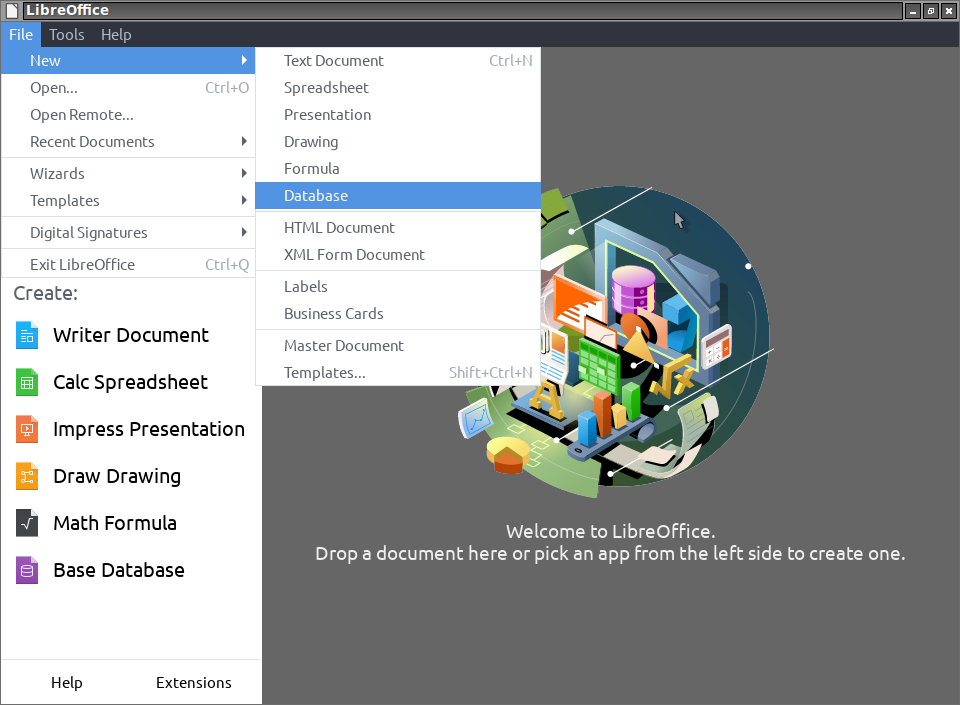 LibreOffice
File Tools Help
New
Open... Ctrl+O
Open Remote...
Recent Documents
Wizards
Templates
Digital Signatures
Exit LibreOffice Ctrl+Q
Text Document Ctrl+N
Spreadsheet
Presentation
Drawing
Formula
Database
HTML Document
XML Form Document
Labels
Business Cards
Master Document
Templates... Shift+Ctrl+N
Create:
Writer Document
Calc Spreadsheet
Impress Presentation
Draw Drawing
Math Formula
Base Database
Help Extensions
Welcome to LibreOffice.
Drop a document here or pick an app from the left side to create one.